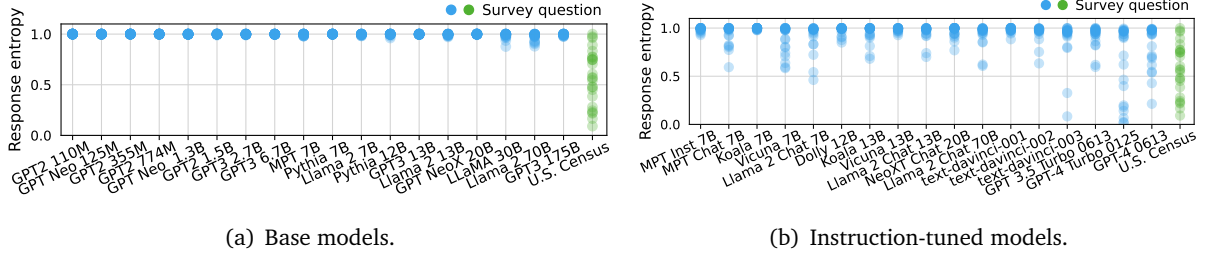 Survey question
Response entropy
1.0
0.5
0.0
GPT2 110M
GPT Neo 125M
GPT2 355M
GPT2 774M
GPT Neo 1.3B
GPT2 1.5B
GPT3 2.7B
GPT3 6.7B
MPT 7B
Pythia 7B
Llama 2 7B
Pythia 12B
GPT3 13B
Llama 2 13B
GPT NeoX 20B
LLaMA 30B
Llama 2 70B
GPT3 175B
U.S. Census
(a) Base models.
Survey question
Response entropy
1.0
0.5
0.0
MPT Inst 7B
MPT Chat 7B
Koala 7B
Vicuna 7B
Llama 2 Chat 7B
Dolly 12B
Koala 13B
Vicuna 13B
Llama 2 Chat 13B
NeoXT Chat 20B
Llama 2 Chat 70B
text-davinci-001
text-davinci-002
text-davinci-003
GPT 3.5 Turbo 0613
GPT-4 Turbo 0125
GPT-4 0613
U.S. Census
(b) Instruction-tuned models.